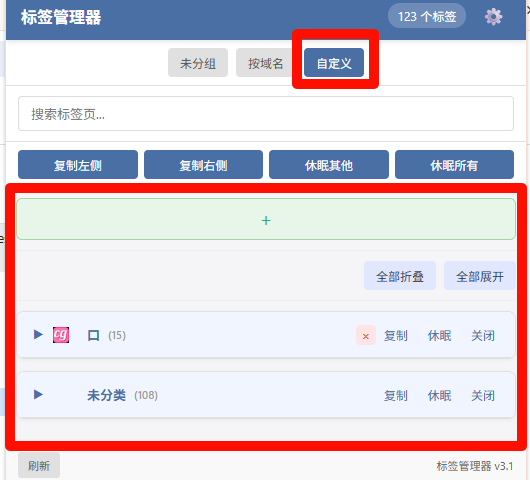 标签管理器 123 个标签
未分组 按域名 自定义
搜索标签页...
复制左侧 复制右侧 休眠其他 休眠所有
+
全部折叠 全部展开
▶ cg 口 (15) × 复制 休眠 关闭
▶ 未分类 (108) 复制 休眠 关闭
刷新 标签管理器 v3.1